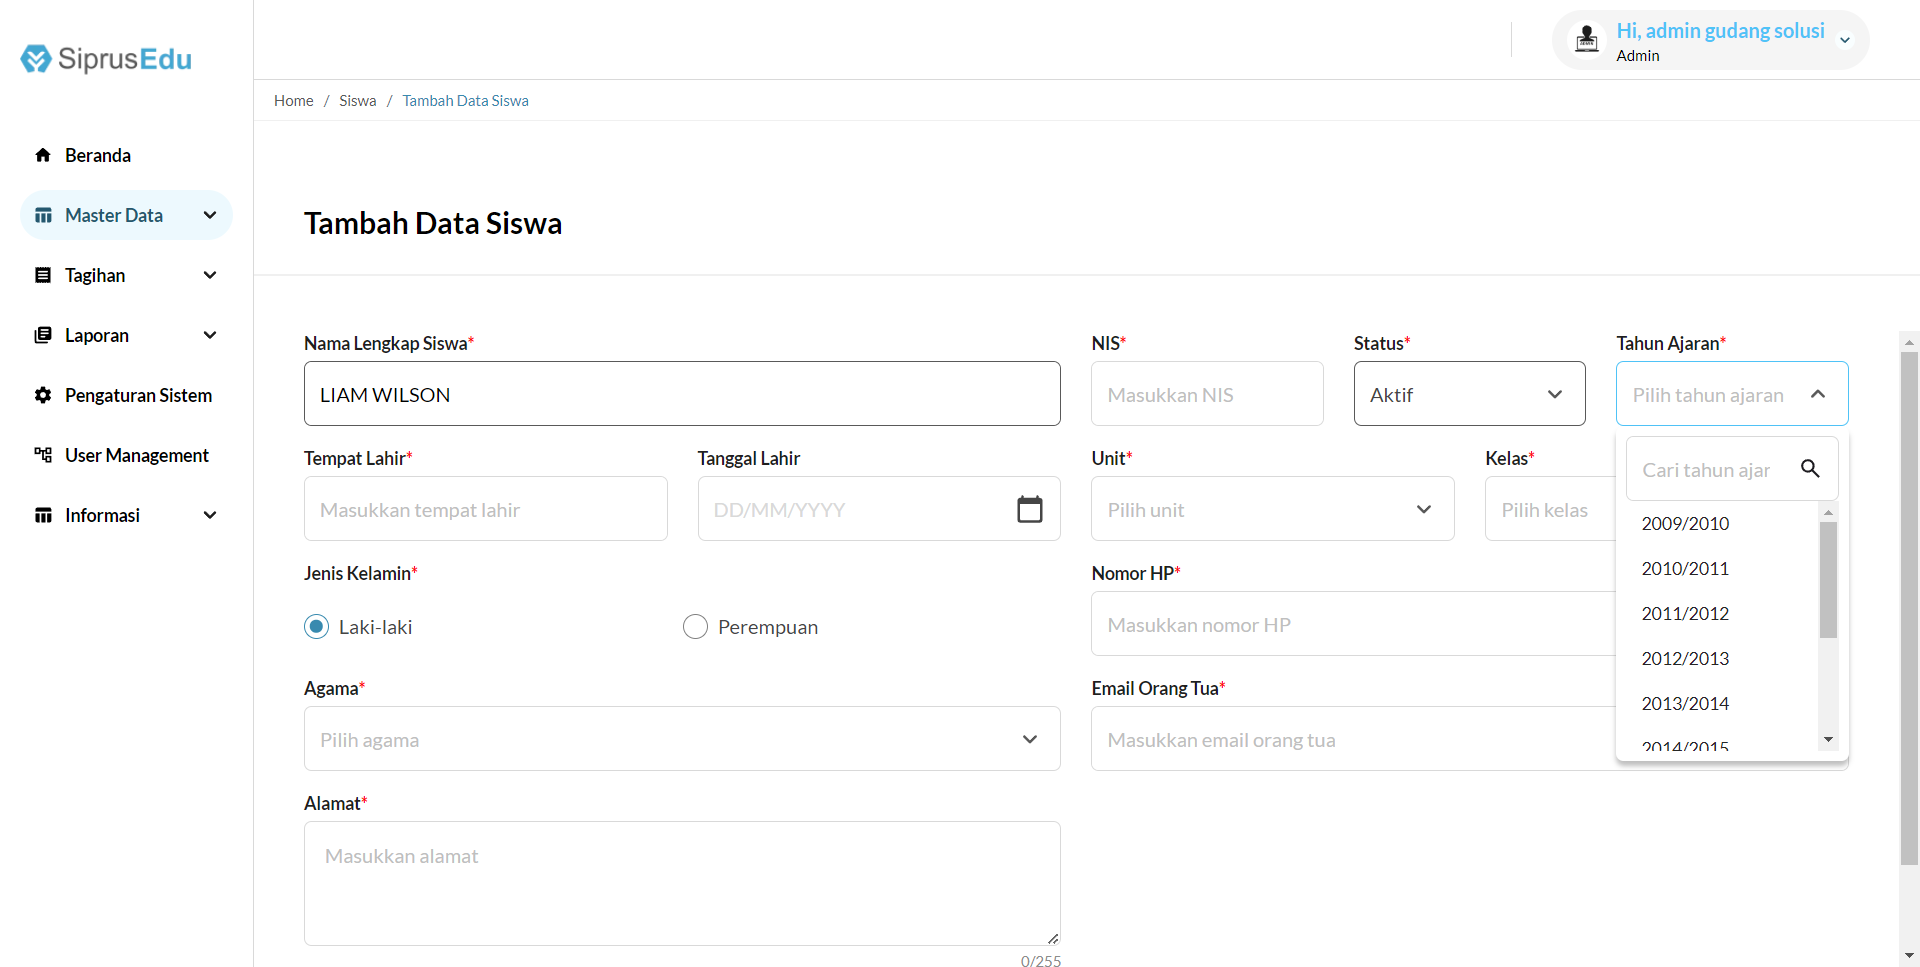 SiprusEdu
Hi, admin gudang solusi
Admin
Home / Siswa / Tambah Data Siswa
Beranda
Master Data
Tagihan
Laporan
Pengaturan Sistem
User Management
Informasi
Tambah Data Siswa
Nama Lengkap Siswa*
LIAM WILSON
NIS*
Masukkan NIS
Status*
Aktif
Tahun Ajaran*
Pilih tahun ajaran
Cari tahun ajar
2009/2010
2010/2011
2011/2012
2012/2013
2013/2014
2014/2015
Tempat Lahir*
Masukkan tempat lahir
Tanggal Lahir
DD/MM/YYYY
Unit*
Pilih unit
Kelas*
Pilih kelas
Jenis Kelamin*
Laki-laki
Perempuan
Nomor HP*
Masukkan nomor HP
Agama*
Pilih agama
Email Orang Tua*
Masukkan email orang tua
Alamat*
Masukkan alamat
0/255